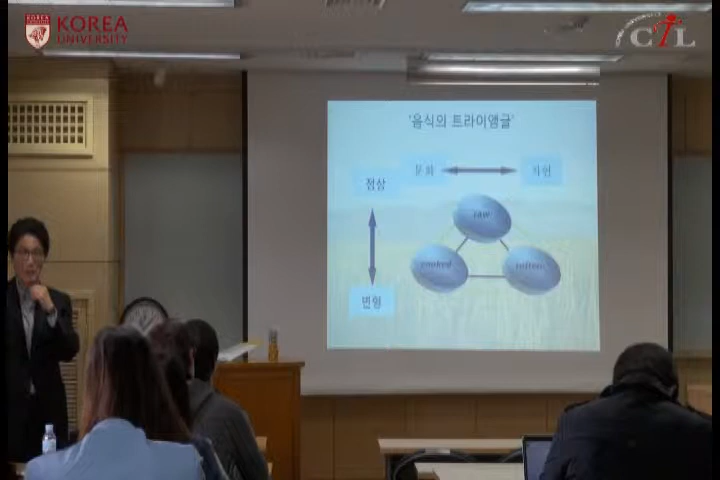 KOREA
UNIVERSITY
CTL
'음식의 트라이앵글'
문화
자연
정상
raw
cooked
rotten
변형